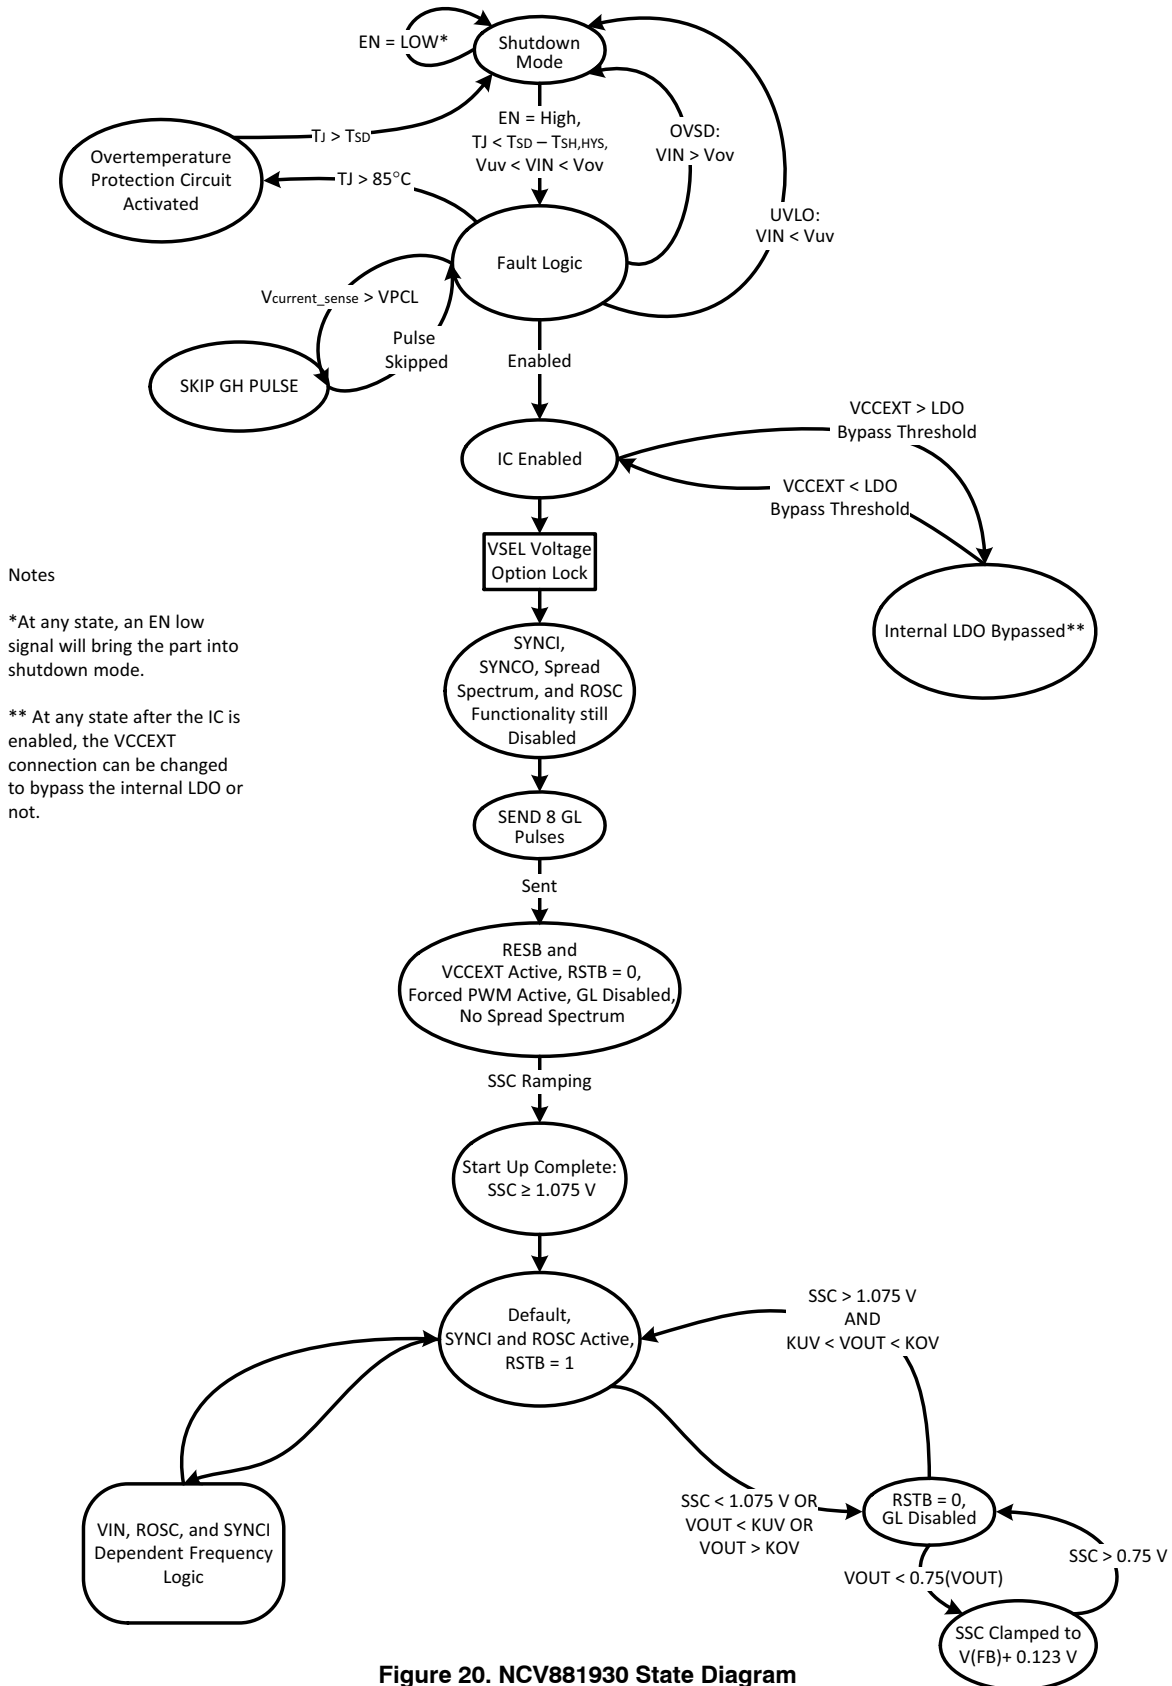 EN = LOW*
Shutdown
Mode
EN = High,
TJ < TSD – TSH,HYS,
Vuv < VIN < Vov
OVSD:
VIN > Vov
TJ > TSD
Overtemperature
Protection Circuit
Activated
TJ > 85°C
UVLO:
VIN < Vuv
Fault Logic
Vcurrent_sense > VPCL
Pulse
Skipped
SKIP GH PULSE
Enabled
VCCEXT > LDO
Bypass Threshold
IC Enabled
VCCEXT < LDO
Bypass Threshold
VSEL Voltage
Option Lock
Internal LDO Bypassed**
Notes
*At any state, an EN low
signal will bring the part into
shutdown mode.
** At any state after the IC is
enabled, the VCCEXT
connection can be changed
to bypass the internal LDO or
not.
SYNCI,
SYNCO, Spread
Spectrum, and ROSC
Functionality still
Disabled
SEND 8 GL
Pulses
Sent
RESB and
VCCEXT Active, RSTB = 0,
Forced PWM Active, GL Disabled,
No Spread Spectrum
SSC Ramping
Start Up Complete:
SSC ≥ 1.075 V
Default,
SYNCI and ROSC Active,
RSTB = 1
SSC > 1.075 V
AND
KUV < VOUT < KOV
VIN, ROSC, and SYNCI
Dependent Frequency
Logic
SSC < 1.075 V OR
VOUT < KUV OR
VOUT > KOV
RSTB = 0,
GL Disabled
VOUT < 0.75(VOUT)
SSC > 0.75 V
SSC Clamped to
V(FB)+ 0.123 V
Figure 20. NCV881930 State Diagram